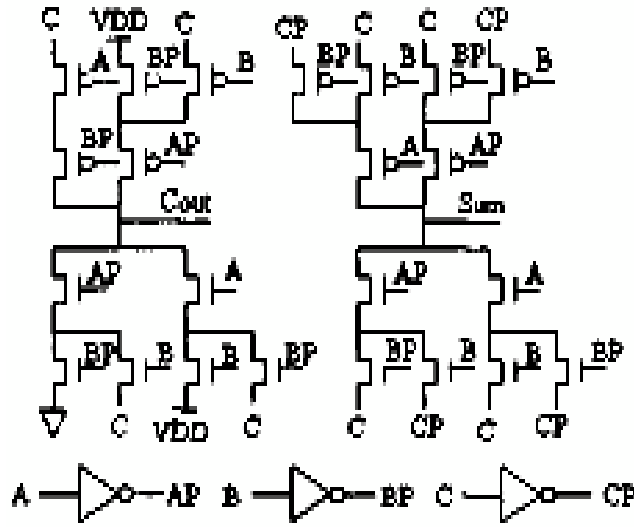 C VDD C CP C C CP
A BP B BP B BP B
BP AP A AP
Cout Sum
AP A AP A
BP B B BP BP B B BP
C VDD C C CP C CP
A AP B BP C CP